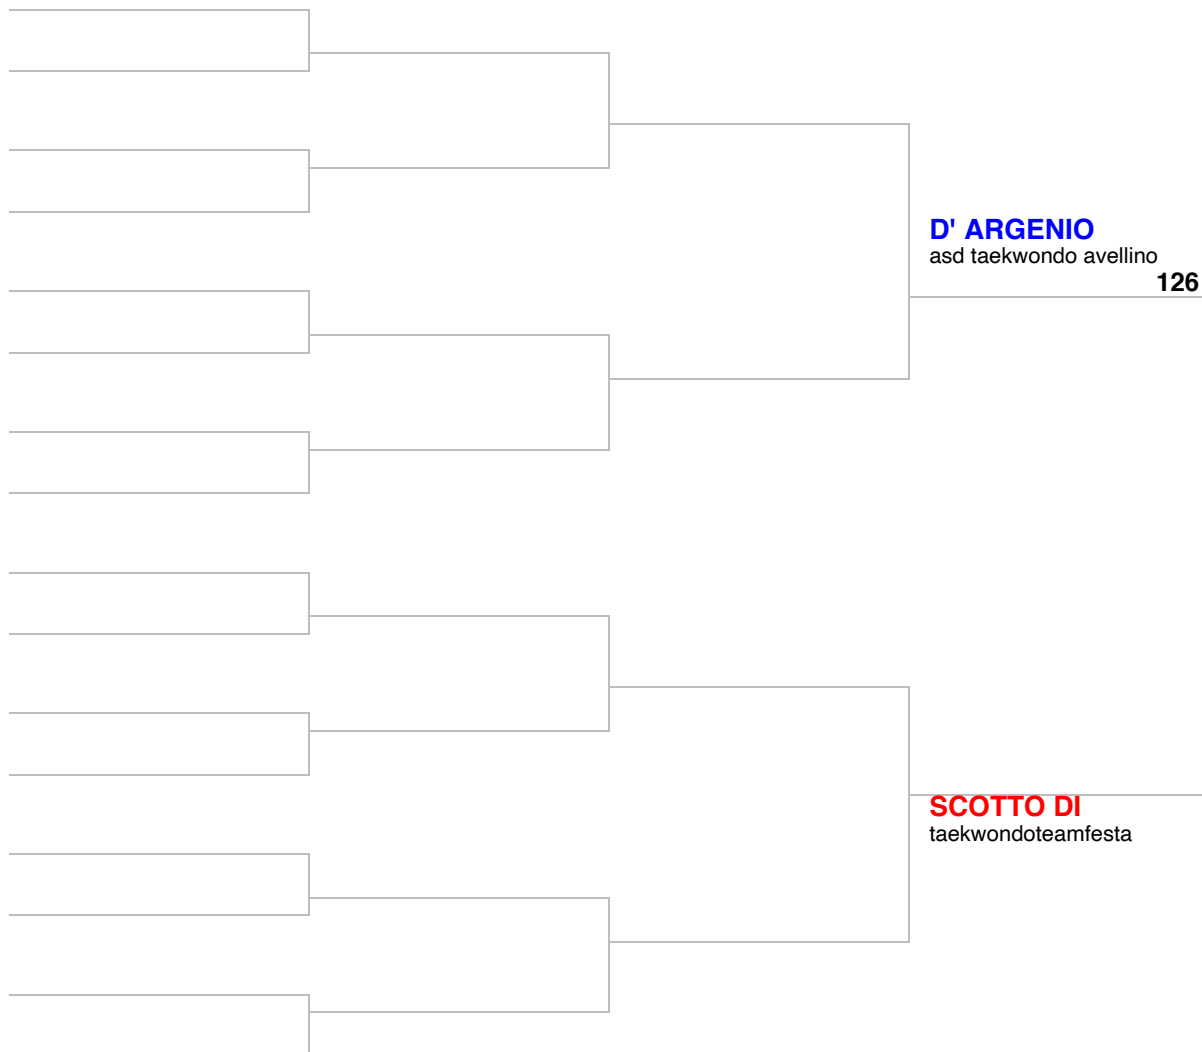 D' ARGENIO
asd taekwondo avellino
126
SCOTTO DI
taekwondoteamfesta